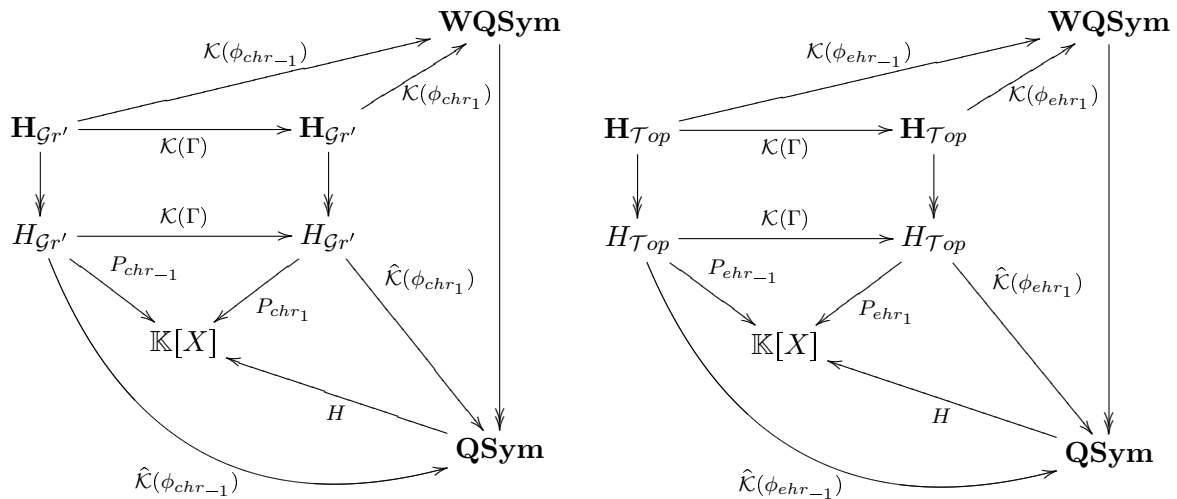 WQSym WQSym
𝒦(ϕ_{chr_{-1}}) 𝒦(ϕ_{ehr_{-1}})
𝒦(ϕ_{chr_1}) 𝒦(ϕ_{ehr_1})
H_{𝒢r'} H_{𝒢r'} H_{𝒯op} H_{𝒯op}
𝒦(Γ) 𝒦(Γ)
𝒦(Γ) 𝒦(Γ)
H_{𝒢r'} H_{𝒢r'} H_{𝒯op} H_{𝒯op}
P_{chr_{-1}} 𝒦̂(ϕ_{chr_1}) P_{ehr_{-1}} 𝒦̂(ϕ_{ehr_1})
P_{chr_1} P_{ehr_1}
𝕂[X] 𝕂[X]
H H
QSym QSym
𝒦̂(ϕ_{chr_{-1}}) 𝒦̂(ϕ_{ehr_{-1}})